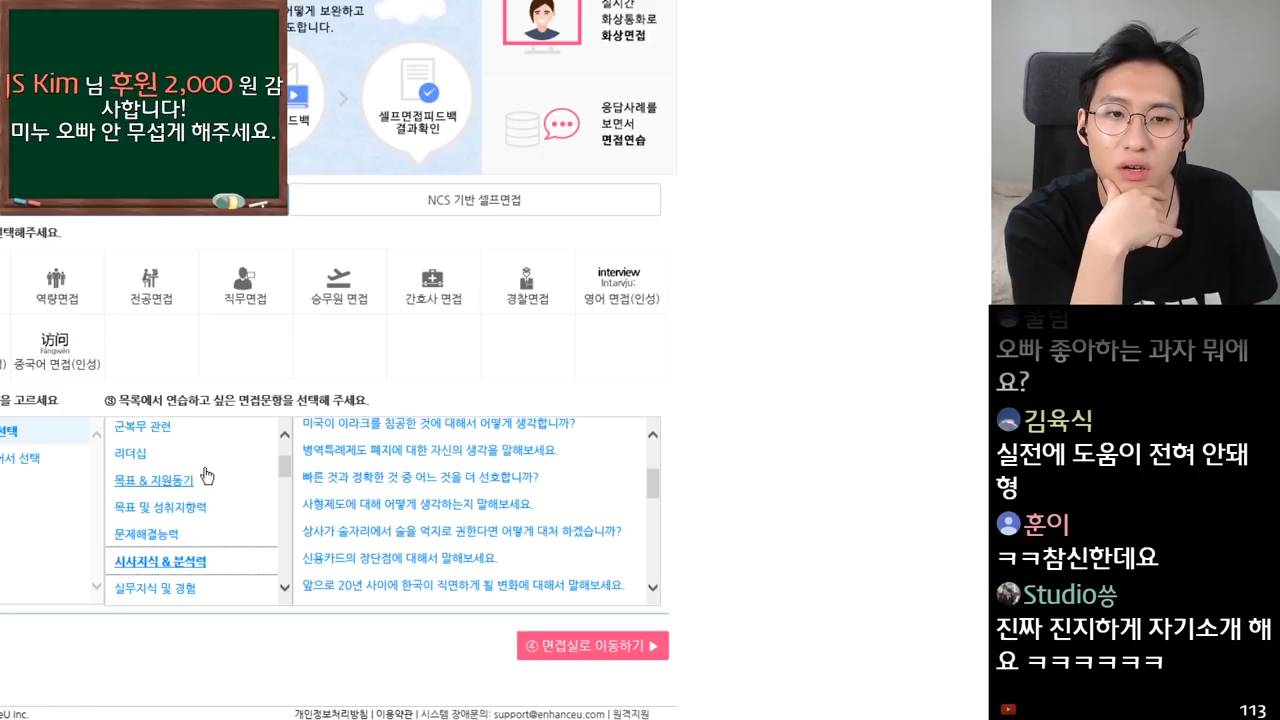 JS Kim 님 후원 2,000 원 감
사합니다!
미누 오빠 안 무섭게 해주세요.
어떻게 보완하고
도합니다.
드백
셀프면접피드백
결과확인
실시간
화상통화로
화상면접
응답사례를
보면서
면접연습
NCS 기반 셀프면접
선택해주세요.
역량면접
전공면접
직무면접
승무원 면접
간호사 면접
경찰면접
interview
Intarvju:
영어 면접(인성)
访问
Fǎngwèn
중국어 면접(인성)
을 고르세요
③ 목록에서 연습하고 싶은 면접문항을 선택해 주세요.
선택
어서 선택
군복무 관련
리더십
목표 & 지원동기
목표 및 성취지향력
문제해결능력
시사지식 & 분석력
실무지식 및 경험
미국이 이라크를 침공한 것에 대해서 어떻게 생각합니까?
병역특례제도 폐지에 대한 자신의 생각을 말해보세요.
빠른 것과 정확한 것 중 어느 것을 더 선호합니까?
사형제도에 대해 어떻게 생각하는지 말해보세요.
상사가 술자리에서 술을 억지로 권한다면 어떻게 대처 하겠습니까?
신용카드의 장단점에 대해서 말해보세요.
앞으로 20년 사이에 한국이 직면하게 될 변화에 대해서 말해보세요.
④ 면접실로 이동하기 ▶
eU Inc.
개인정보처리방침 | 이용약관 | 시스템 장애문의: support@enhanceu.com | 원격지원
오빠 좋아하는 과자 뭐에
요?
김육식
실전에 도움이 전혀 안돼
형
훈이
ㅋㅋ참신한데요
Studio쏭
진짜 진지하게 자기소개 해
요 ㅋㅋㅋㅋㅋㅋ
113